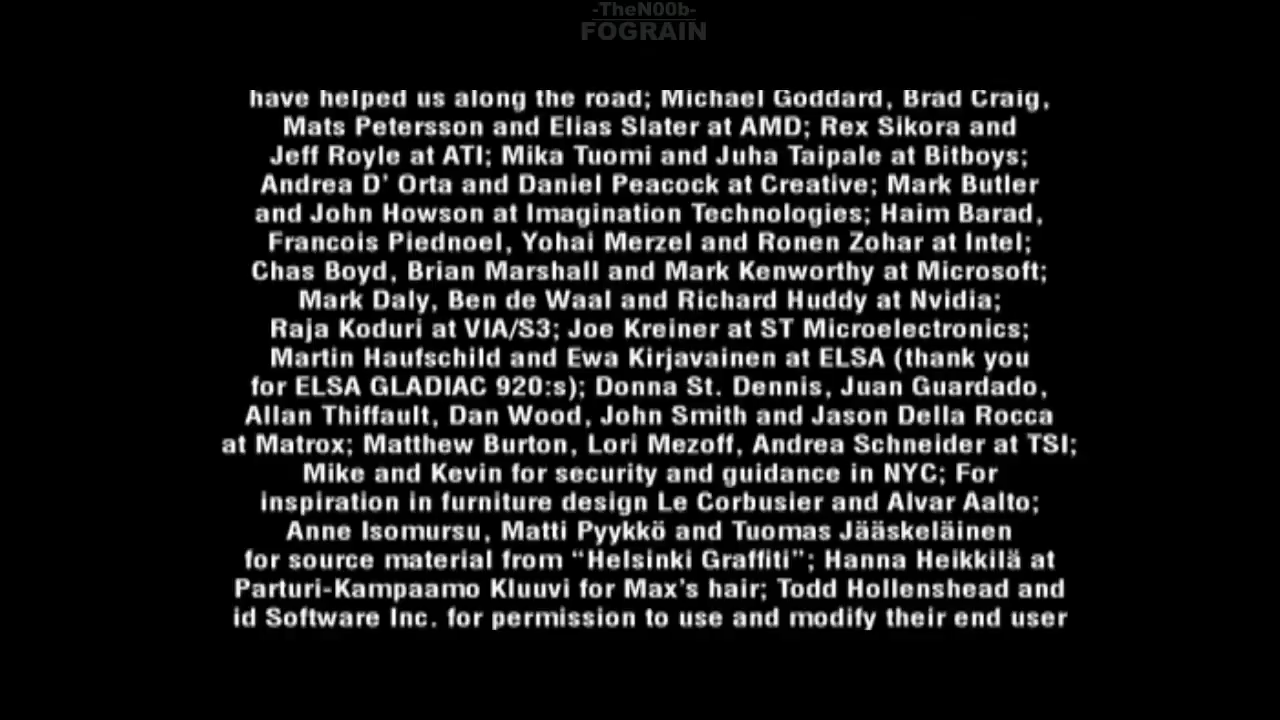 -TheN00b-
FOGRAIN
have helped us along the road; Michael Goddard, Brad Craig,
Mats Petersson and Elias Slater at AMD; Rex Sikora and
Jeff Royle at ATI; Mika Tuomi and Juha Taipale at Bitboys;
Andrea D' Orta and Daniel Peacock at Creative; Mark Butler
and John Howson at Imagination Technologies; Haim Barad,
Francois Piednoel, Yohai Merzel and Ronen Zohar at Intel;
Chas Boyd, Brian Marshall and Mark Kenworthy at Microsoft;
Mark Daly, Ben de Waal and Richard Huddy at Nvidia;
Raja Koduri at VIA/S3; Joe Kreiner at ST Microelectronics;
Martin Haufschild and Ewa Kirjavainen at ELSA (thank you
for ELSA GLADIAC 920:s); Donna St. Dennis, Juan Guardado,
Allan Thiffault, Dan Wood, John Smith and Jason Della Rocca
at Matrox; Matthew Burton, Lori Mezoff, Andrea Schneider at TSI;
Mike and Kevin for security and guidance in NYC; For
inspiration in furniture design Le Corbusier and Alvar Aalto;
Anne Isomursu, Matti Pyykkö and Tuomas Jääskeläinen
for source material from “Helsinki Graffiti”; Hanna Heikkilä at
Parturi-Kampaamo Kluuvi for Max's hair; Todd Hollenshead and
id Software Inc. for permission to use and modify their end user